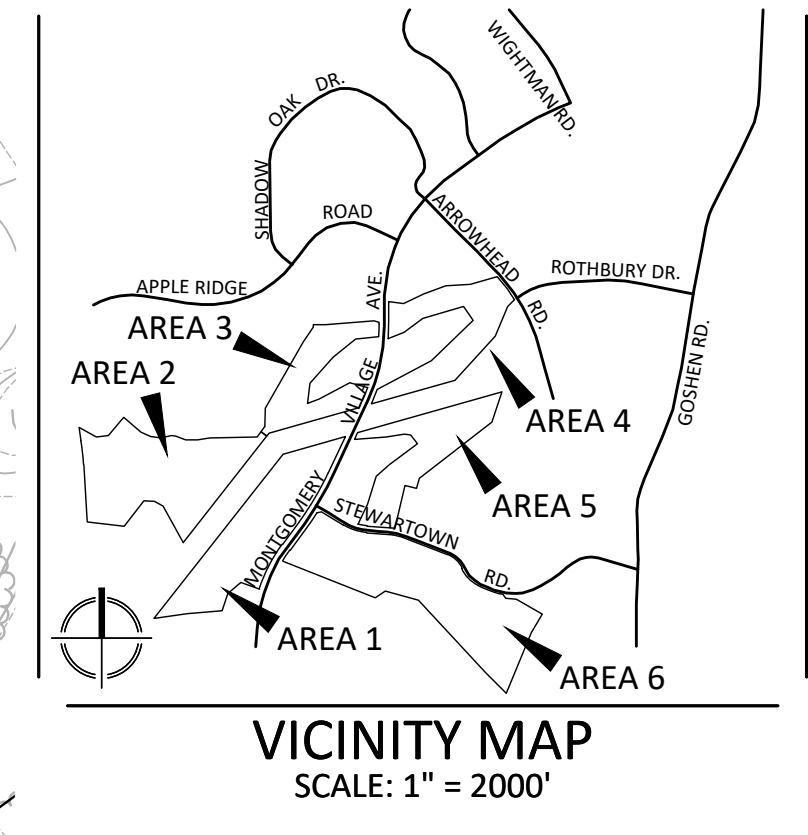 WIGHTMAN RD.
SHADOW OAK DR.
ROAD
ARROWHEAD RD.
ROTHBURY DR.
APPLE RIDGE
AVE.
AREA 3
AREA 2
VILLAGE
GOSHEN RD.
AREA 4
AREA 5
MONTGOMERY
STEWARTOWN RD.
AREA 1
AREA 6
VICINITY MAP
SCALE: 1" = 2000'